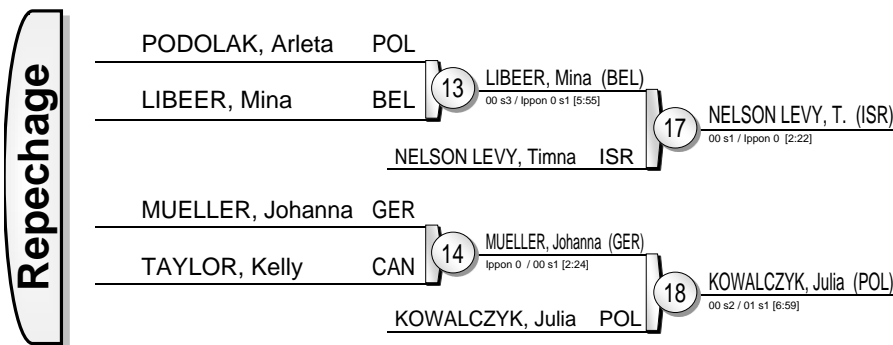 Repechage
PODOLAK, Arleta POL
LIBEER, Mina BEL
13
LIBEER, Mina (BEL)
00 s3 / Ippon 0 s1 [5:55]
NELSON LEVY, Timna ISR
17
NELSON LEVY, T. (ISR)
00 s1 / Ippon 0 [2:22]
MUELLER, Johanna GER
TAYLOR, Kelly CAN
14
MUELLER, Johanna (GER)
Ippon 0 / 00 s1 [2:24]
KOWALCZYK, Julia POL
18
KOWALCZYK, Julia (POL)
00 s2 / 01 s1 [6:59]